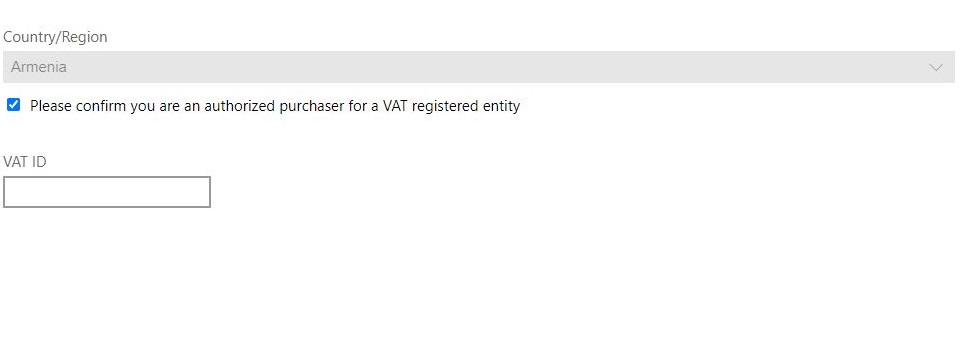 Country/Region
Armenia
Please confirm you are an authorized purchaser for a VAT registered entity
VAT ID